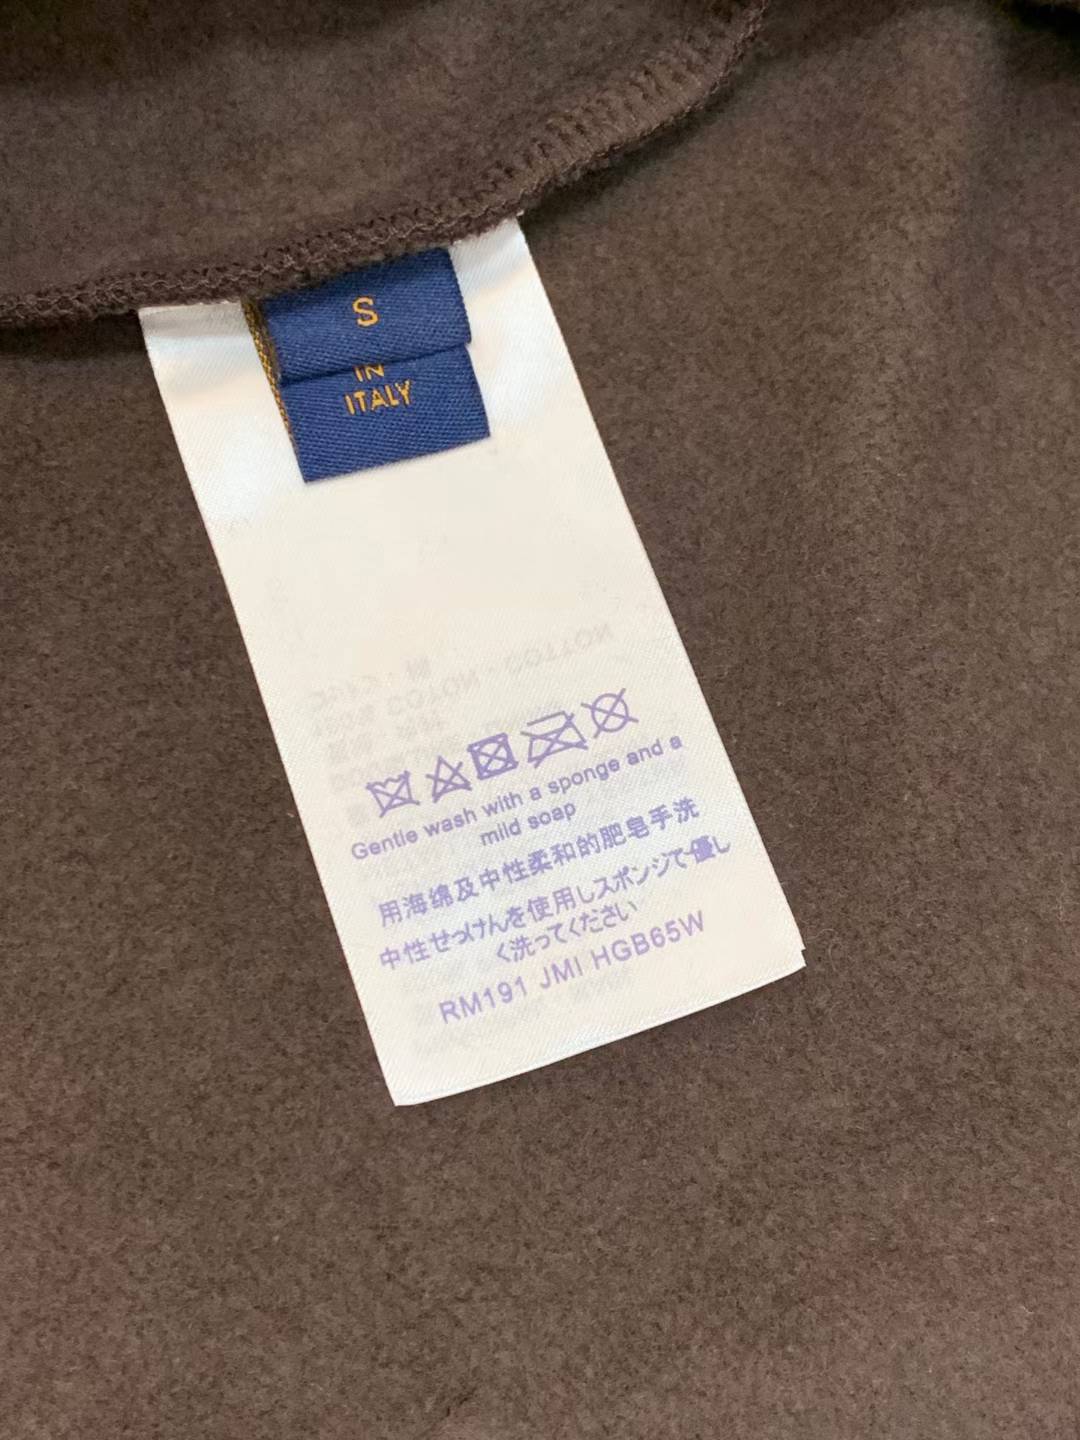 S
IN
ITALY
Gentle wash with a sponge and a
mild soap
用海绵及中性柔和的肥皂手洗
中性せっけんを使用しスポンジで優し
く洗ってください
RM191 JMI HGB65W